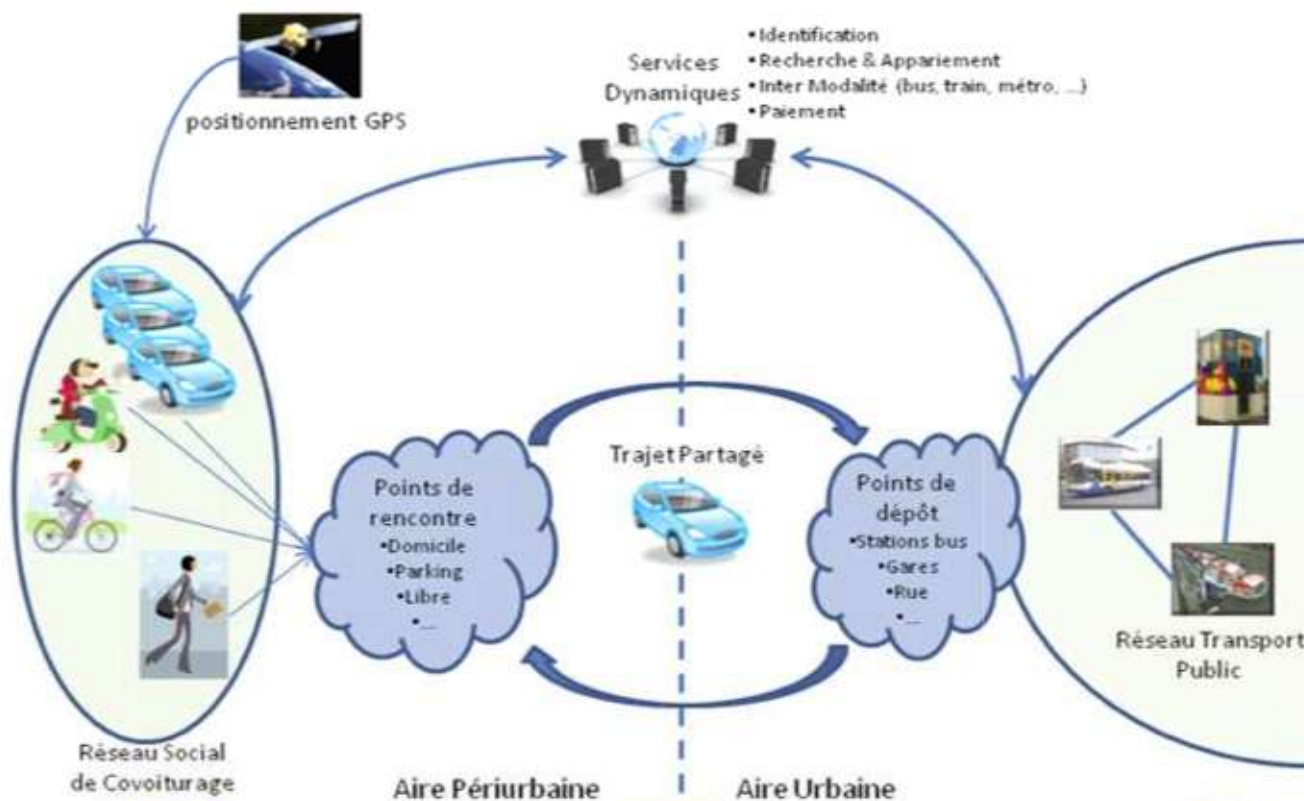 positionnement GPS
Services
Dynamiques
•Identification
•Recherche & Appariement
•Inter Modalité (bus, train, métro, ...)
•Paiement
Trajet Partagé
Points de
rencontre
•Domicile
•Parking
•Libre
•...
Points de
dépôt
•Stations bus
•Gares
•Rue
•...
Réseau Transport
Public
Réseau Social
de Covoiturage
Aire Périurbaine
Aire Urbaine